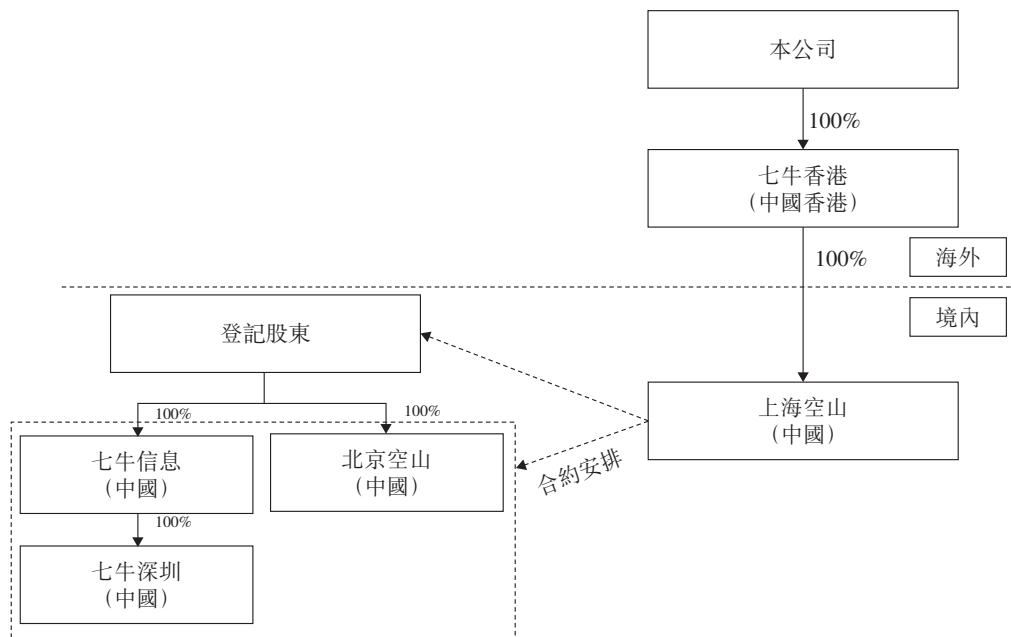 本公司
100%
七牛香港
（中國香港）
100%
海外
境內
登記股東
上海空山
（中國）
100%
100%
七牛信息
（中國）
北京空山
（中國）
合約安排
100%
七牛深圳
（中國）